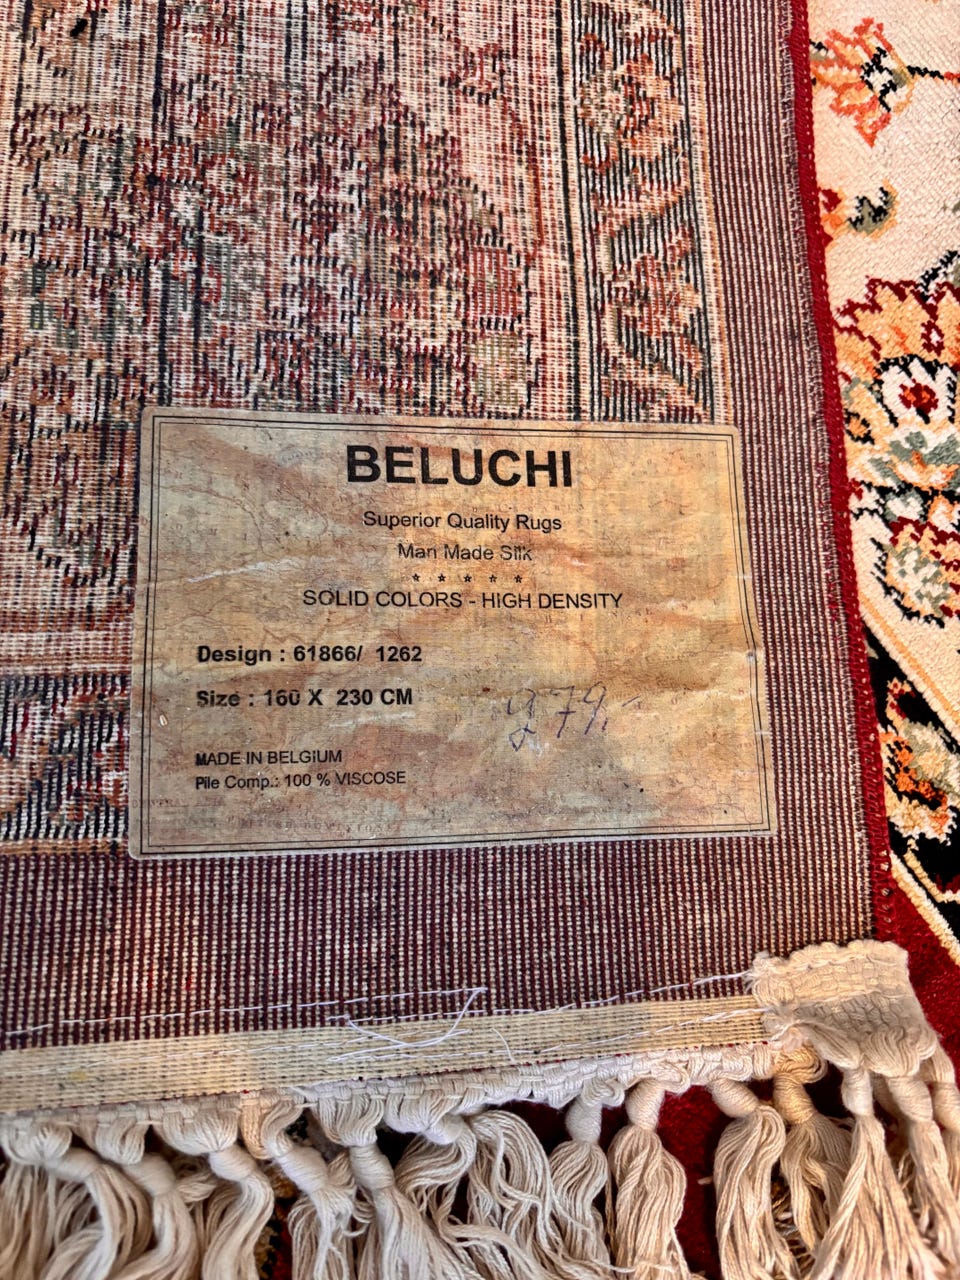 BELUCHI
Superior Quality Rugs
Man Made Silk
☆ ☆ ☆ ☆ ☆
SOLID COLORS - HIGH DENSITY
Design : 61866/ 1262
Size : 160 X 230 CM
279,-
MADE IN BELGIUM
Pile Comp.: 100 % VISCOSE